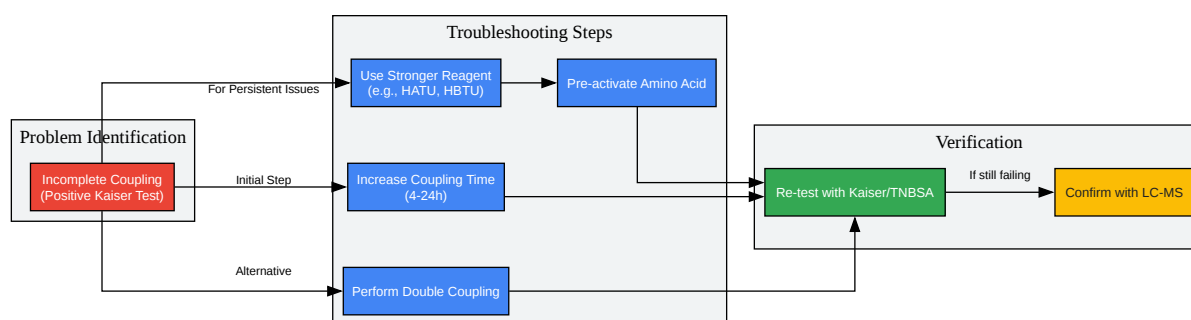 Troubleshooting Steps
Use Stronger Reagent
(e.g., HATU, HBTU)
Pre-activate Amino Acid
For Persistent Issues
Problem Identification
Verification
Incomplete Coupling
(Positive Kaiser Test)
Initial Step
Increase Coupling Time
(4-24h)
Re-test with Kaiser/TNBSA
If still failing
Confirm with LC-MS
Alternative
Perform Double Coupling